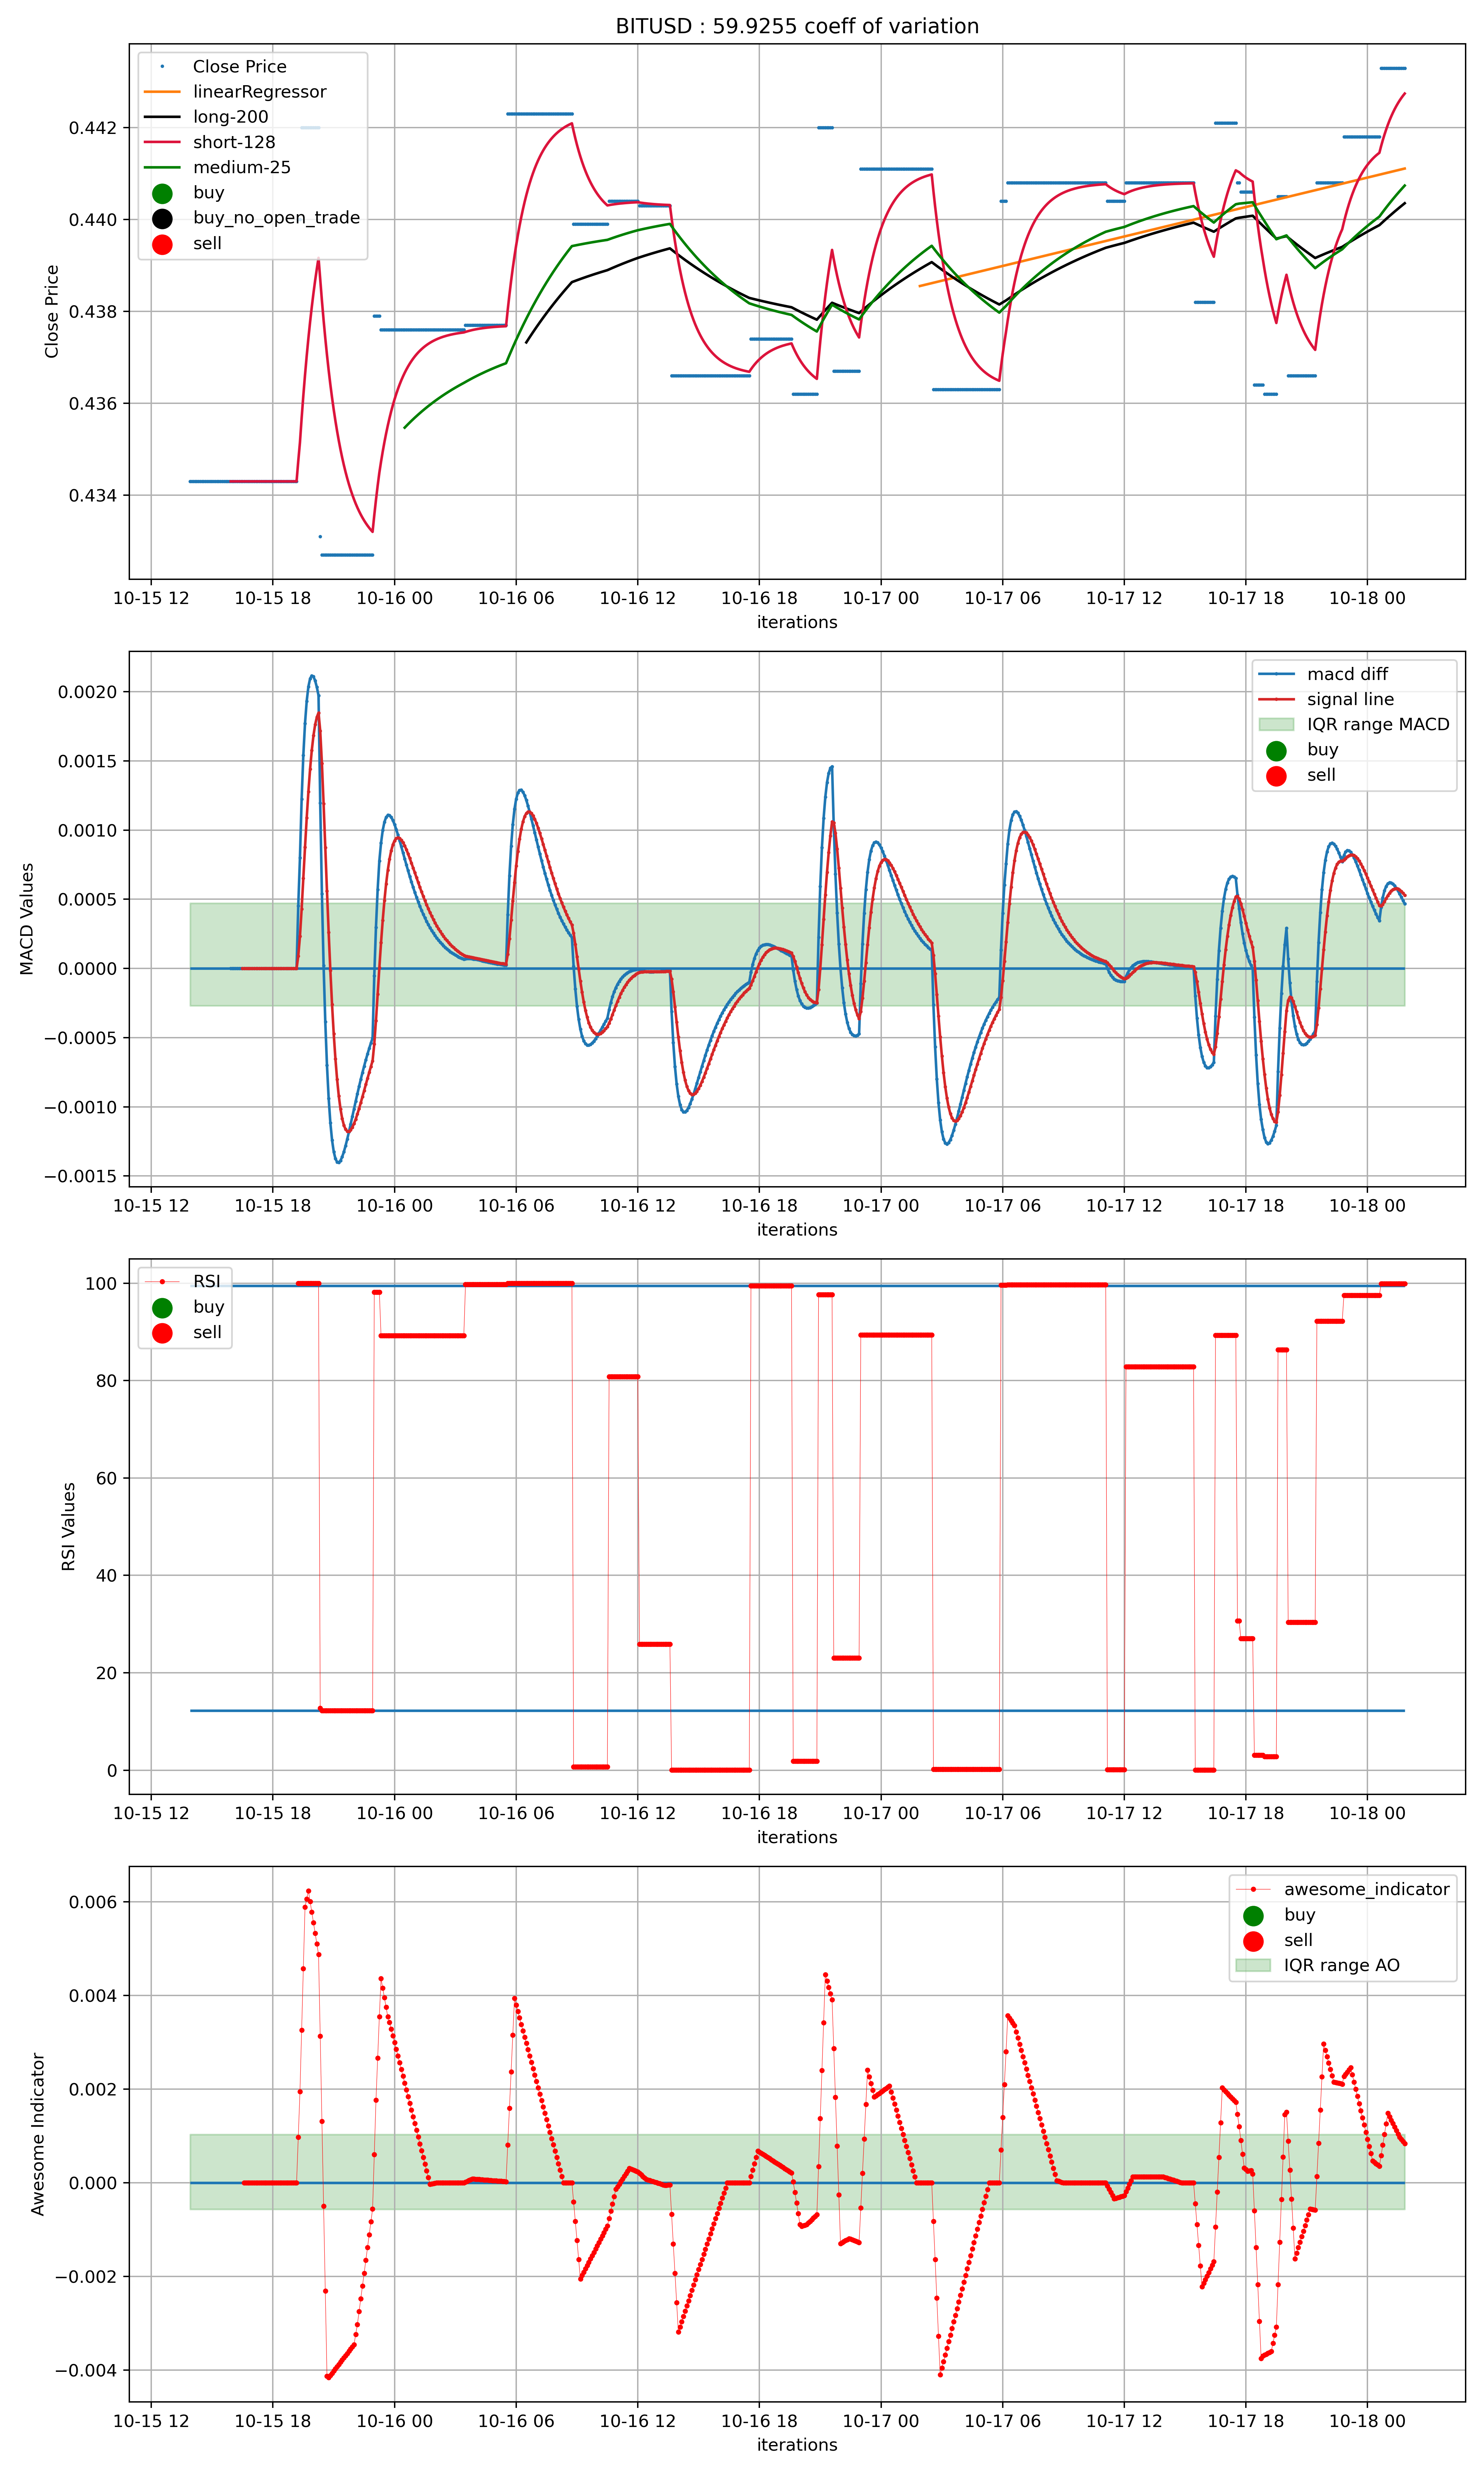 BITUSD : 59.9255 coeff of variation
Close Price
linearRegressor
long-200
short-128
medium-25
buy
buy_no_open_trade
sell
0.442
0.440
0.438
0.436
0.434
Close Price
10-15 12 10-15 18 10-16 00 10-16 06 10-16 12 10-16 18 10-17 00 10-17 06 10-17 12 10-17 18 10-18 00
iterations
macd diff
signal line
IQR range MACD
buy
sell
0.0020
0.0015
0.0010
0.0005
0.0000
−0.0005
−0.0010
−0.0015
MACD Values
10-15 12 10-15 18 10-16 00 10-16 06 10-16 12 10-16 18 10-17 00 10-17 06 10-17 12 10-17 18 10-18 00
iterations
RSI
buy
sell
100
80
60
40
20
0
RSI Values
10-15 12 10-15 18 10-16 00 10-16 06 10-16 12 10-16 18 10-17 00 10-17 06 10-17 12 10-17 18 10-18 00
iterations
awesome_indicator
buy
sell
IQR range AO
0.006
0.004
0.002
0.000
−0.002
−0.004
Awesome Indicator
10-15 12 10-15 18 10-16 00 10-16 06 10-16 12 10-16 18 10-17 00 10-17 06 10-17 12 10-17 18 10-18 00
iterations